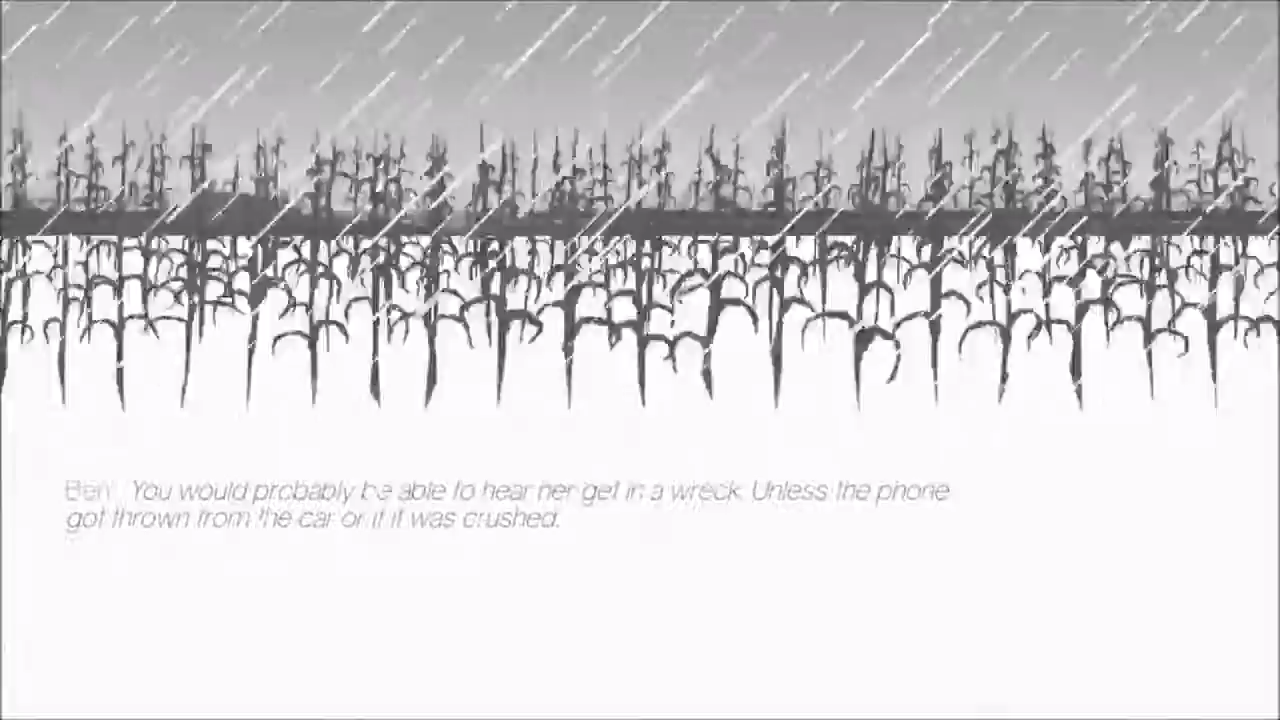 Ben: You would probably be able to hear her get in a wreck. Unless the phone
got thrown from the car or if it was crushed.